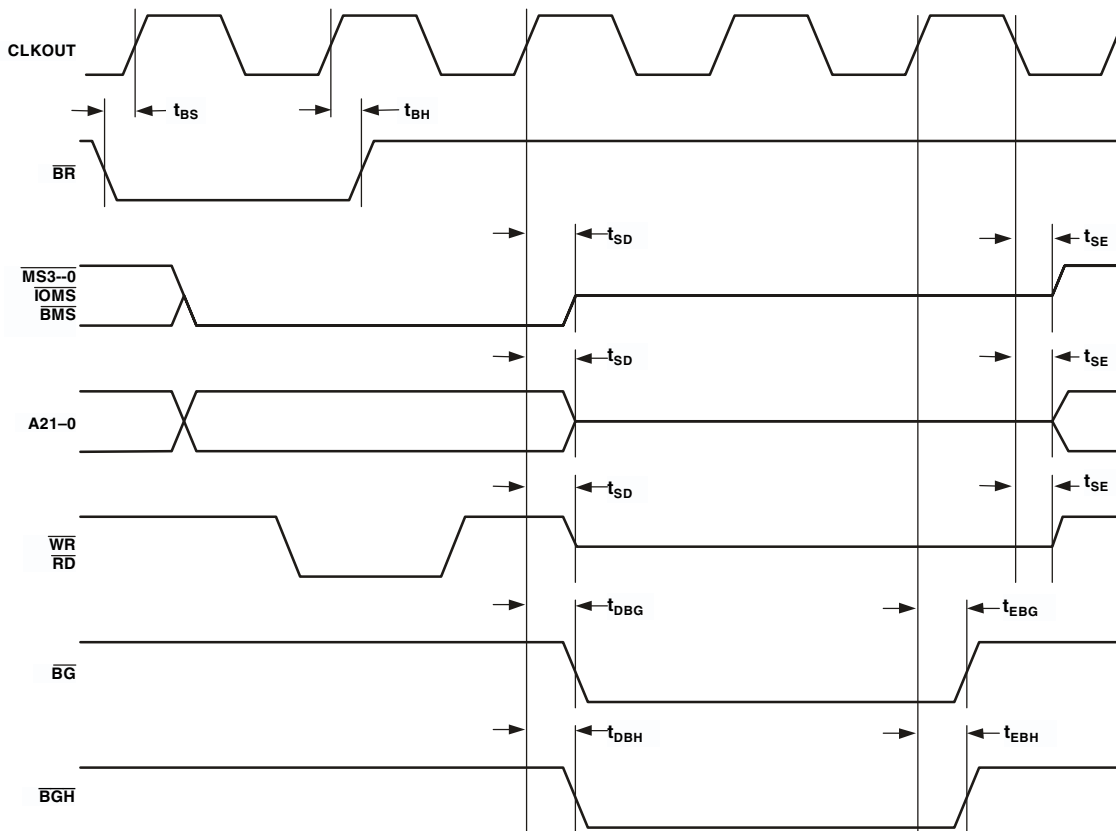 CLKOUT
tBS
tBH
BR
tSD
tSE
MS3--0
IOMS
BMS
tSD
tSE
A21–0
tSD
tSE
WR
RD
tDBG
tEBG
BG
tDBH
tEBH
BGH